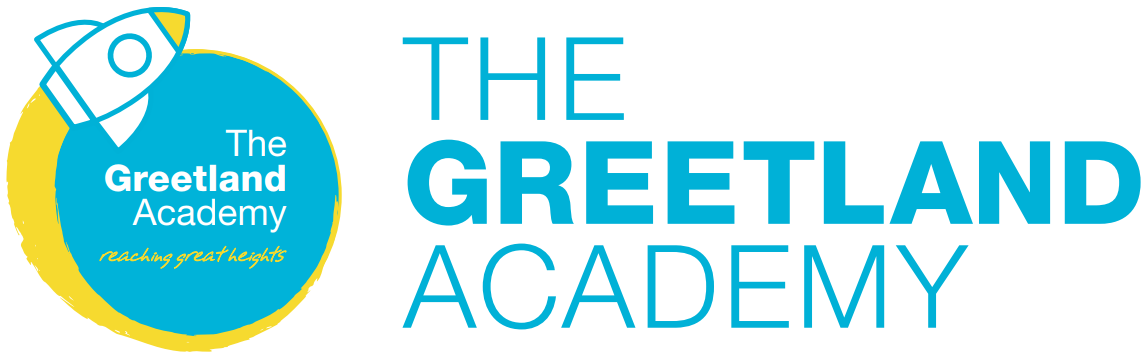 The
Greetland
Academy
reaching great heights
THE
GREETLAND
ACADEMY